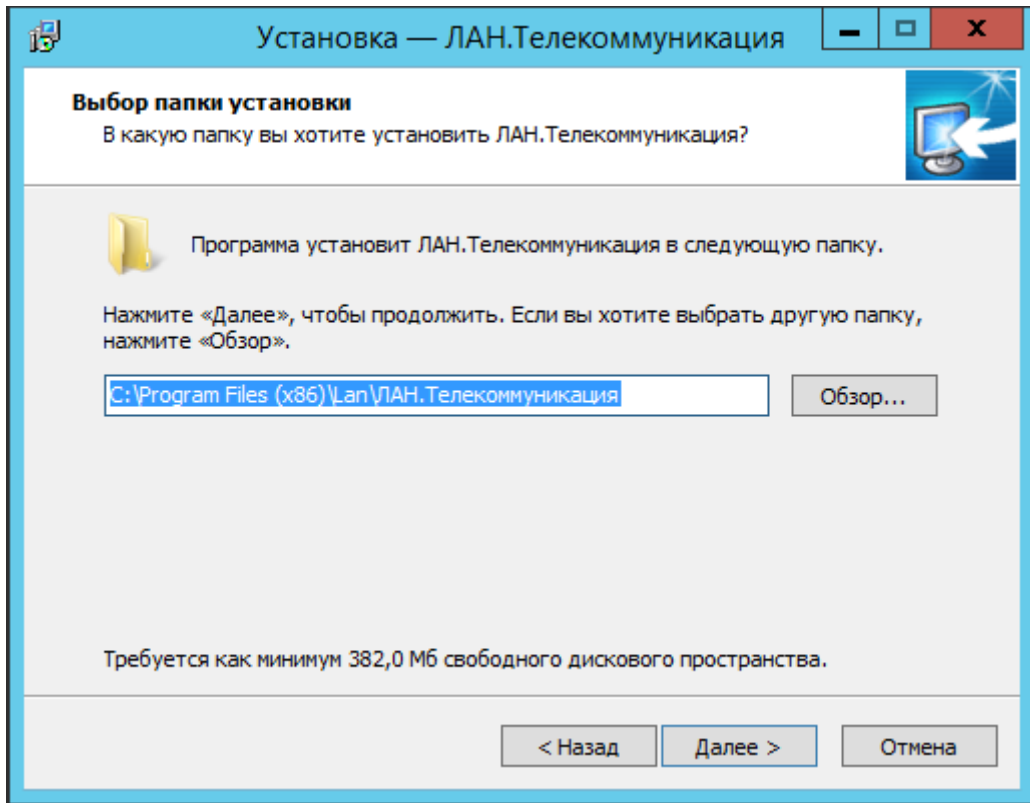 Установка — ЛАН.Телекоммуникация
Выбор папки установки
В какую папку вы хотите установить ЛАН.Телекоммуникация?
Программа установит ЛАН.Телекоммуникация в следующую папку.
Нажмите «Далее», чтобы продолжить. Если вы хотите выбрать другую папку,
нажмите «Обзор».
C:\Program Files (x86)\Lan\ЛАН.Телекоммуникация
Обзор...
Требуется как минимум 382,0 Мб свободного дискового пространства.
< Назад
Далее >
Отмена